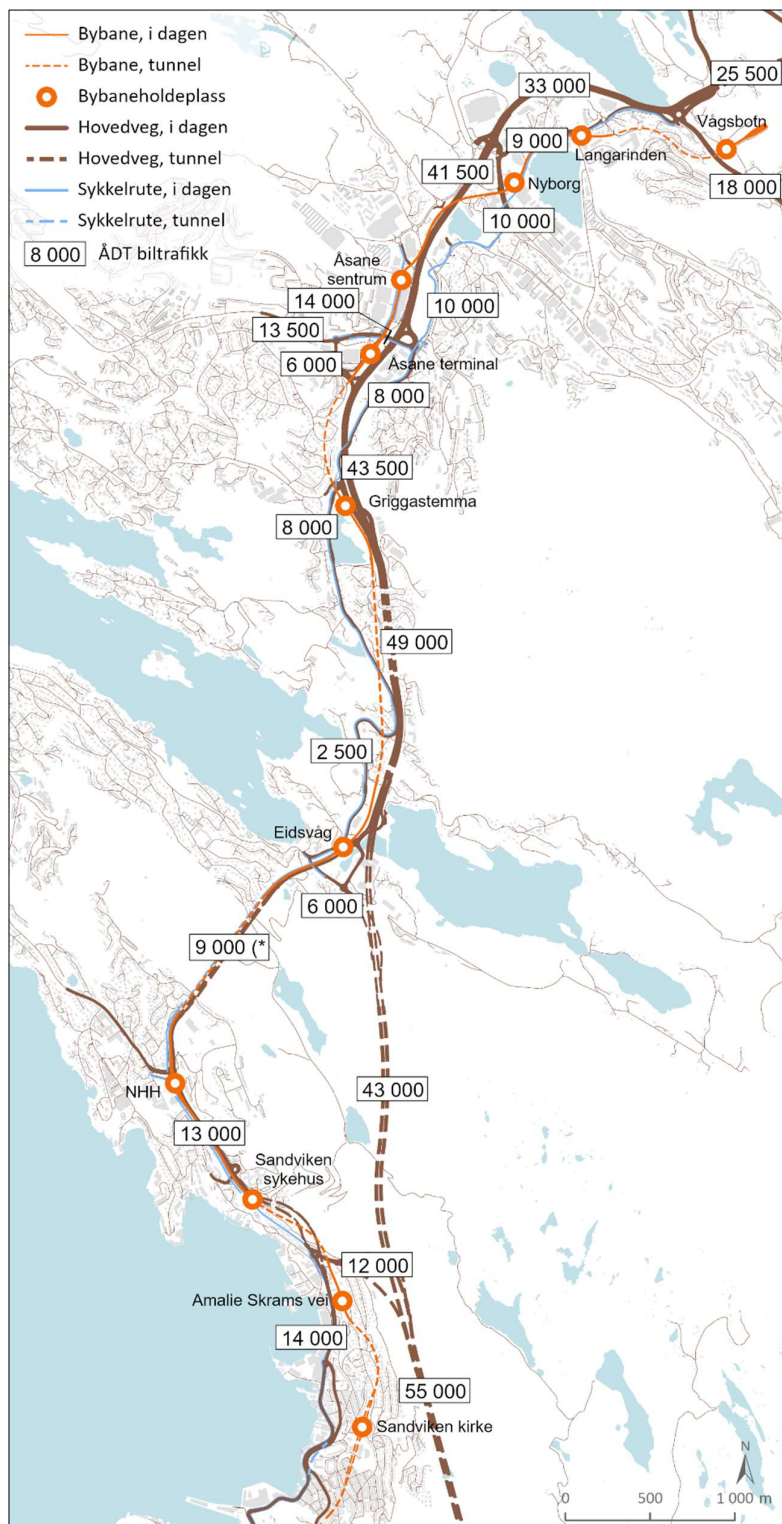 Bybane, i dagen
Bybane, tunnel
Bybaneholdeplass
Hovedveg, i dagen
Hovedveg, tunnel
Sykkelrute, i dagen
Sykkelrute, tunnel
8 000 ÅDT biltrafikk
25 500
33 000
Vågsbotn
9 000
Langarinden
41 500
Nyborg
18 000
10 000
Åsane
sentrum
14 000
10 000
13 500
6 000
Åsane terminal
8 000
43 500
Griggastemma
8 000
49 000
2 500
Eidsvåg
6 000
9 000 (*
NHH
43 000
13 000
Sandviken
sykehus
12 000
Amalie Skrams vei
14 000
55 000
Sandviken kirke
N
0 500 1 000 m